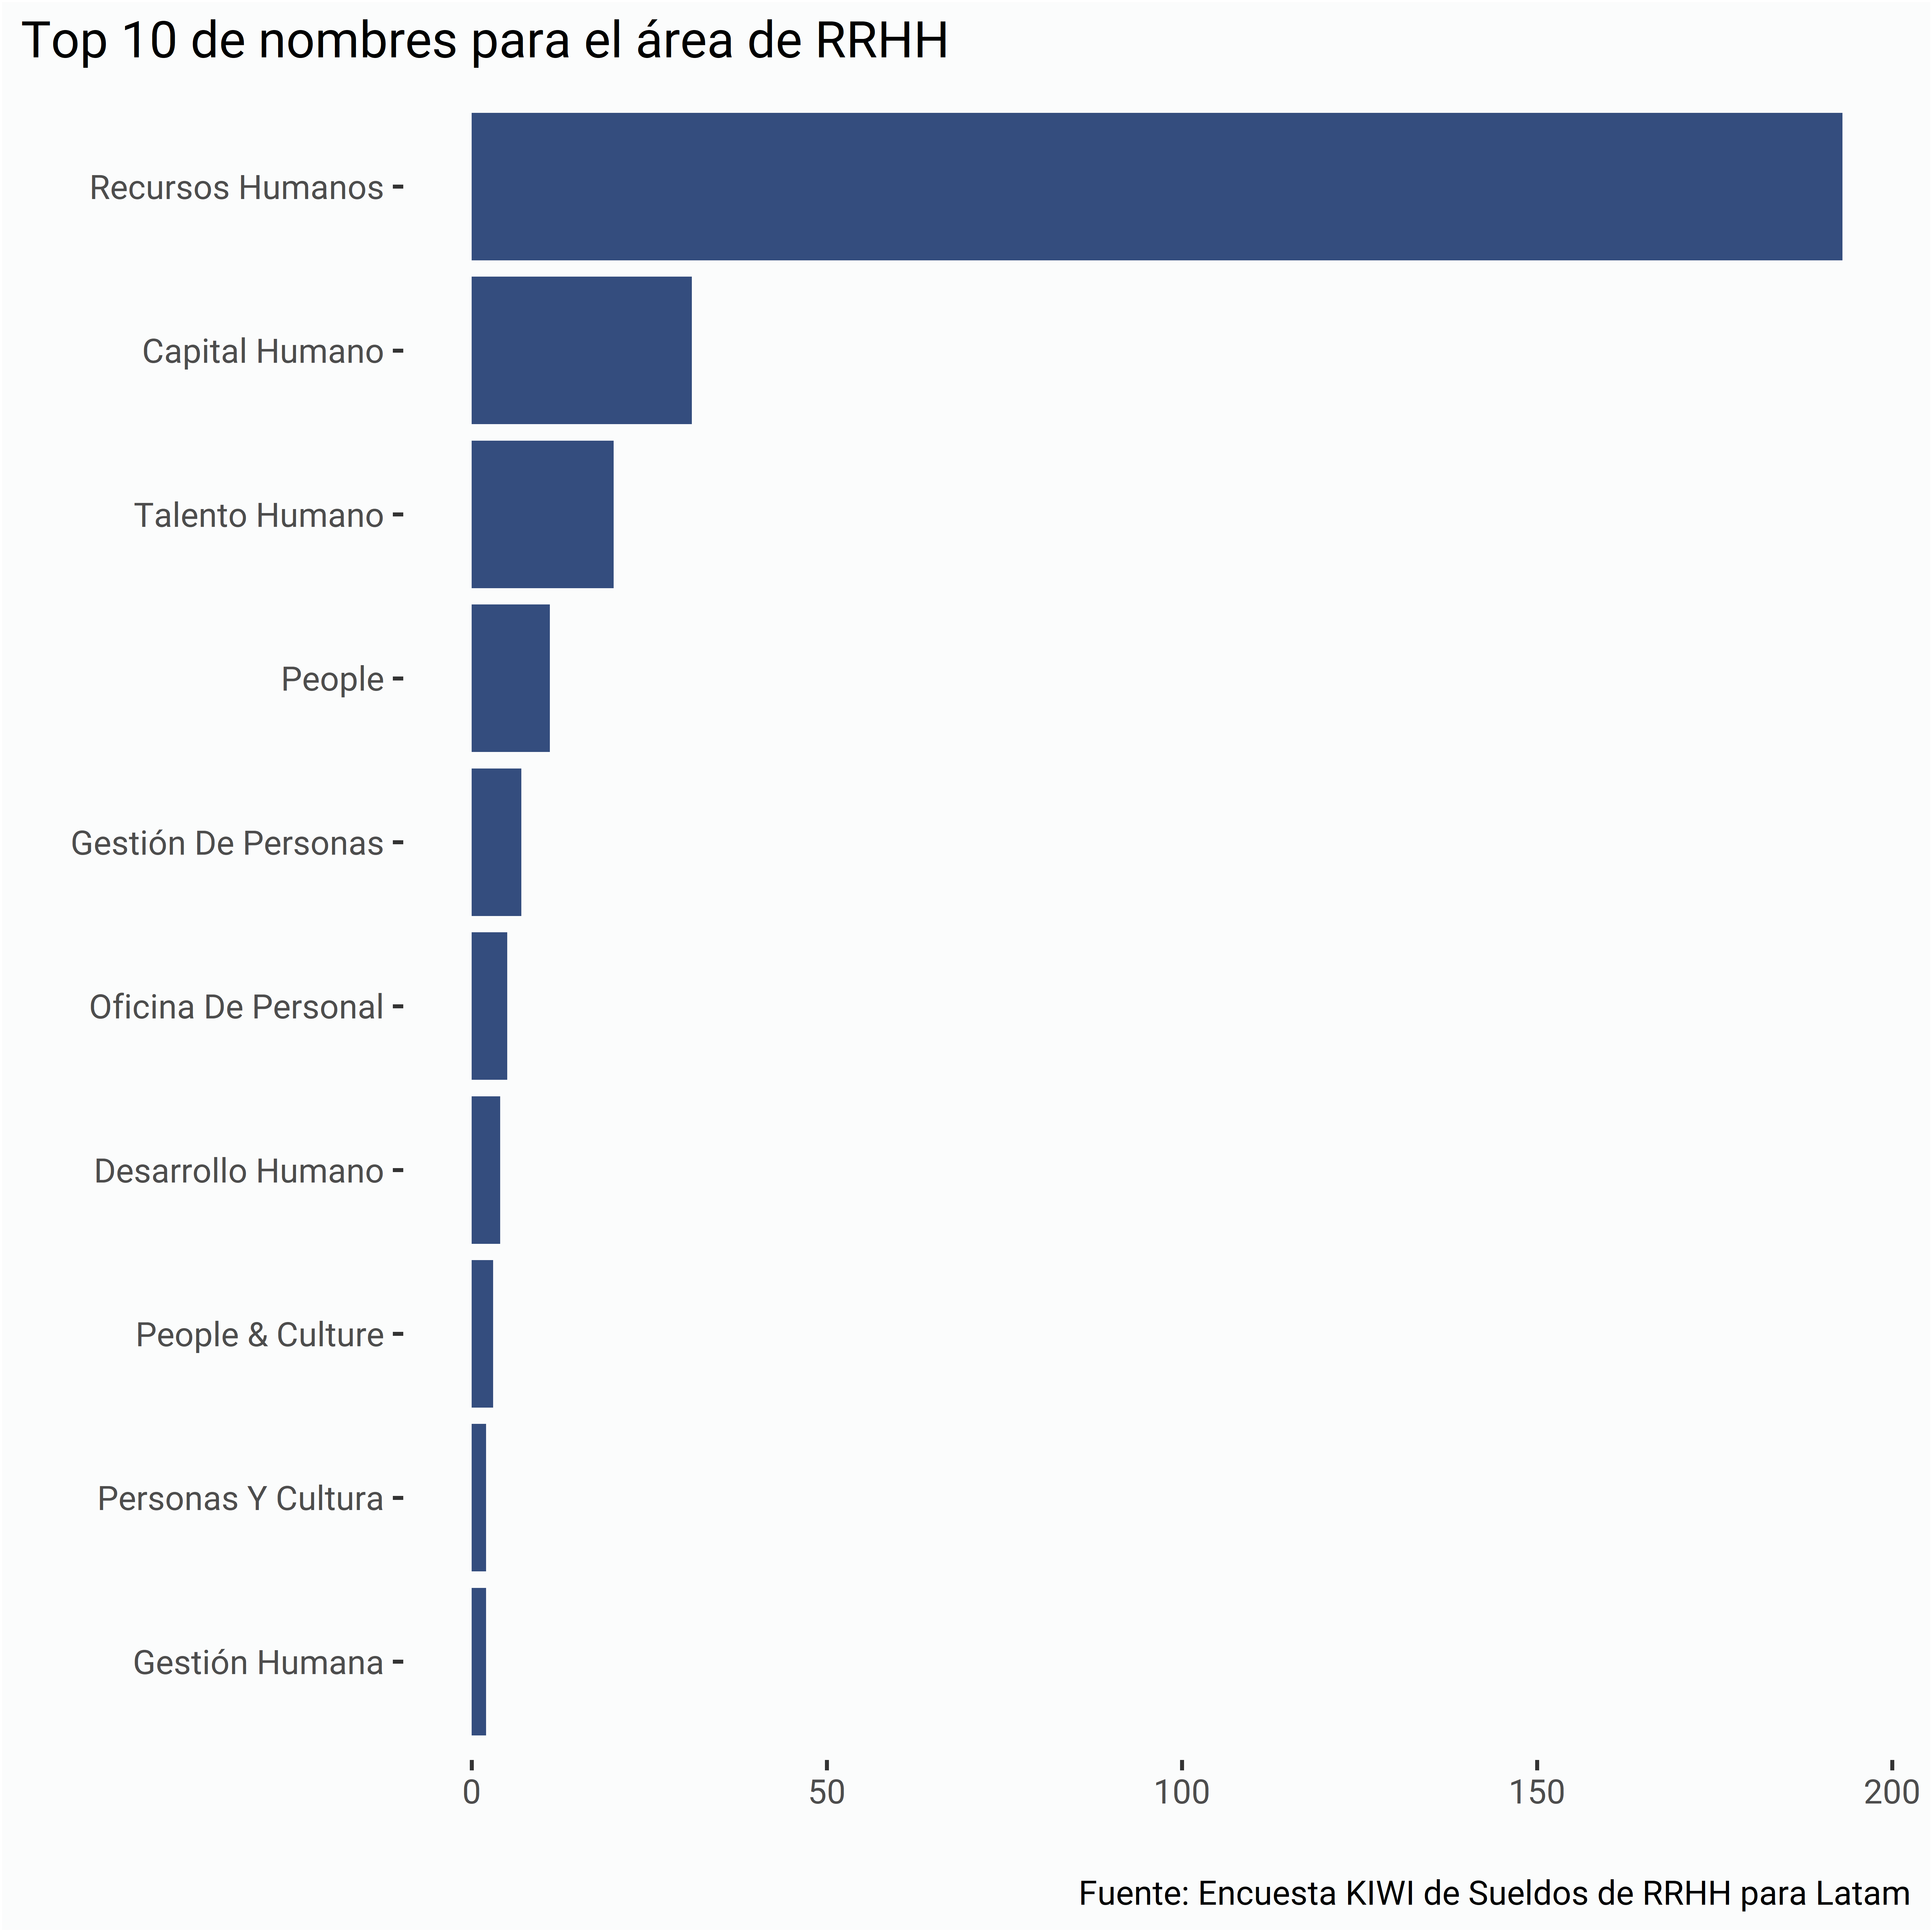 Top 10 de nombres para el área de RRHH
Recursos Humanos
Capital Humano
Talento Humano
People
Gestión De Personas
Oficina De Personal
Desarrollo Humano
People & Culture
Personas Y Cultura
Gestión Humana
0 50 100 150 200
Fuente: Encuesta KIWI de Sueldos de RRHH para Latam